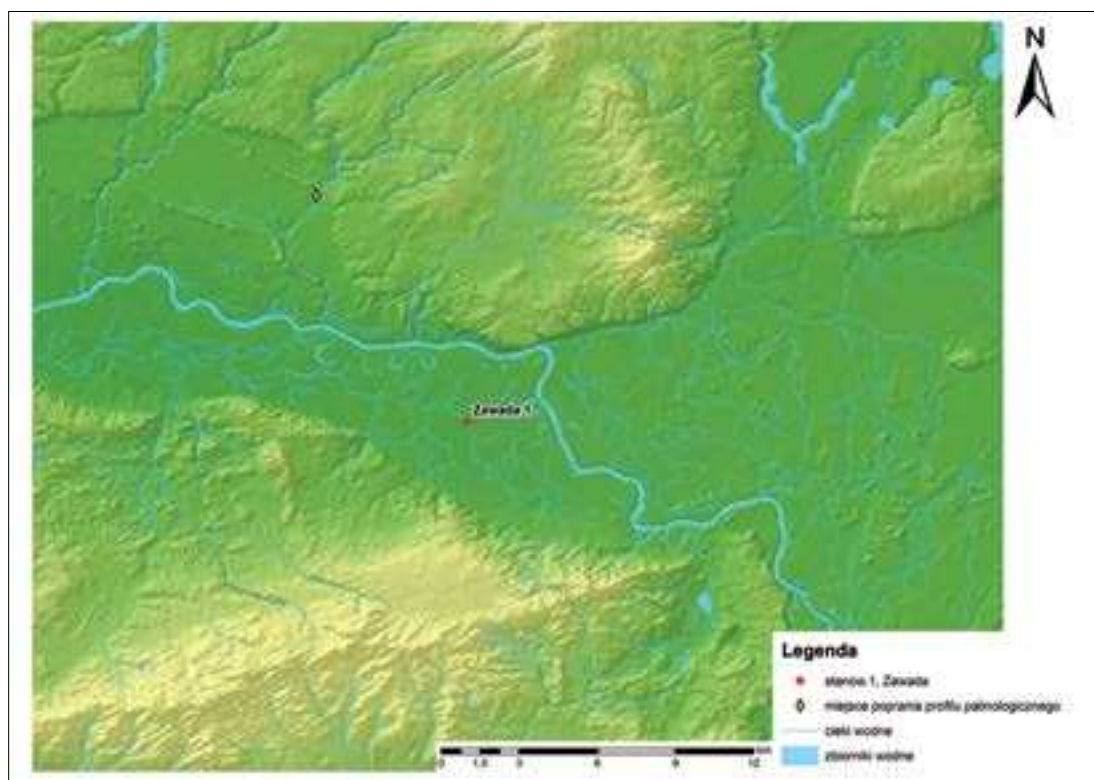 N
Zawada 1
Legenda
stanow. 1, Zawada
miejsce pobrania profilu palinologicznego
cieki wodne
zbiorniki wodne
0 1,5 3 6 9 12